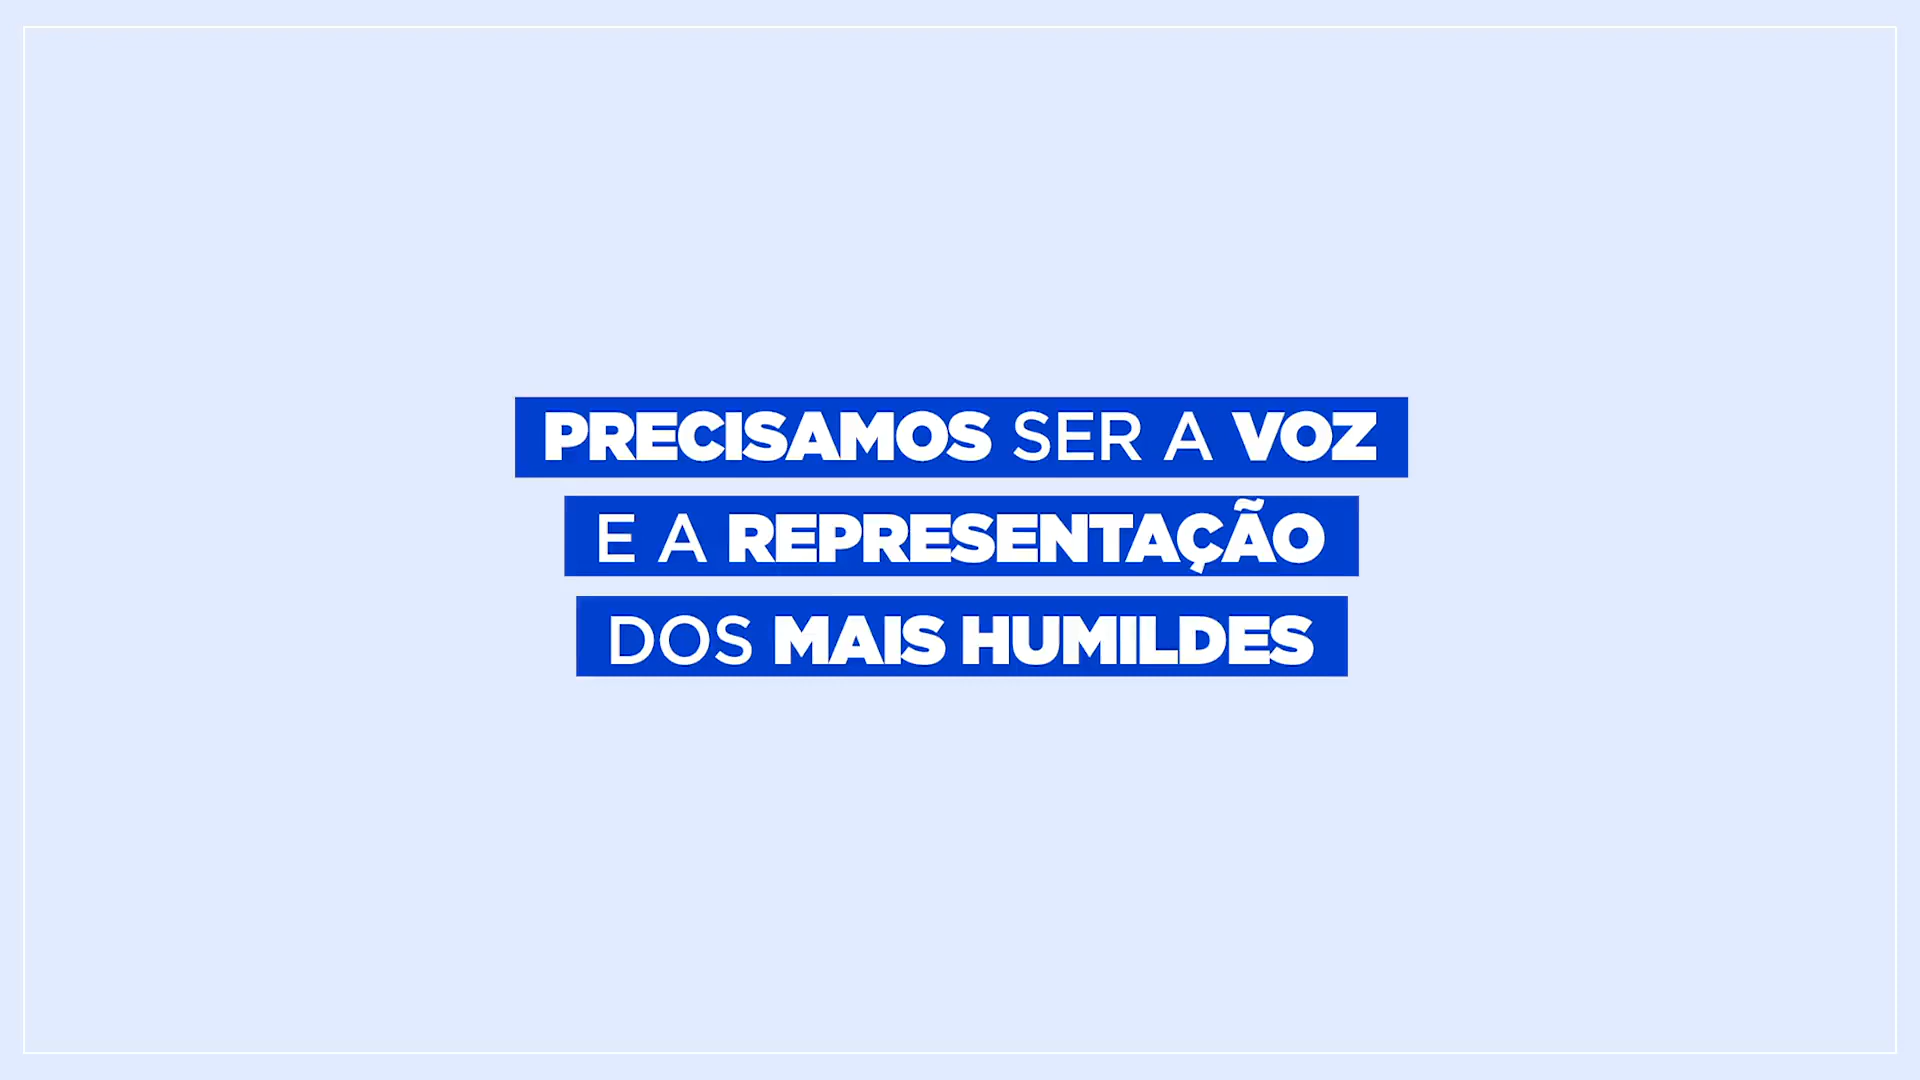 PRECISAMOS SER A VOZ
E A REPRESENTAÇÃO
DOS MAIS HUMILDES